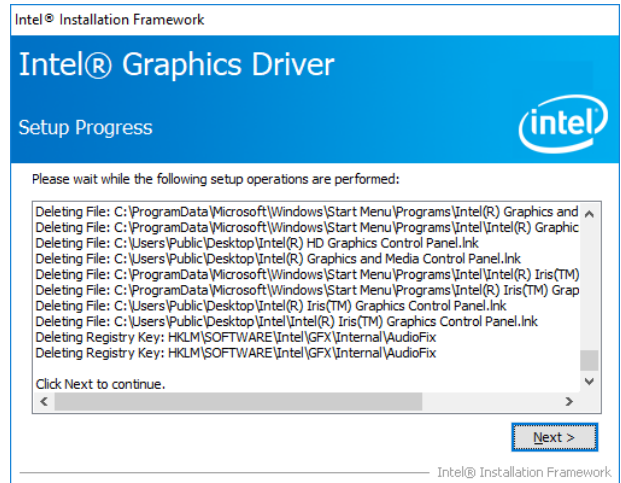 Intel® Installation Framework
Intel® Graphics Driver
Setup Progress
intel
Please wait while the following setup operations are performed:
Deleting File: C:\ProgramData\Microsoft\Windows\Start Menu\Programs\Intel(R) Graphics and
Deleting File: C:\ProgramData\Microsoft\Windows\Start Menu\Programs\Intel\Intel(R) Graphic
Deleting File: C:\Users\Public\Desktop\Intel(R) HD Graphics Control Panel.lnk
Deleting File: C:\Users\Public\Desktop\Intel(R) Graphics and Media Control Panel.lnk
Deleting File: C:\ProgramData\Microsoft\Windows\Start Menu\Programs\Intel\Intel(R) Iris(TM)
Deleting File: C:\ProgramData\Microsoft\Windows\Start Menu\Programs\Intel(R) Iris(TM) Grap
Deleting File: C:\Users\Public\Desktop\Intel(R) Iris(TM) Graphics Control Panel.lnk
Deleting File: C:\Users\Public\Desktop\Intel\Intel(R) Iris(TM) Graphics Control Panel.lnk
Deleting Registry Key: HKLM\SOFTWARE\Intel\GFX\Internal\AudioFix
Deleting Registry Key: HKLM\SOFTWARE\Intel\GFX\Internal\AudioFix
Click Next to continue.
Next >
Intel® Installation Framework